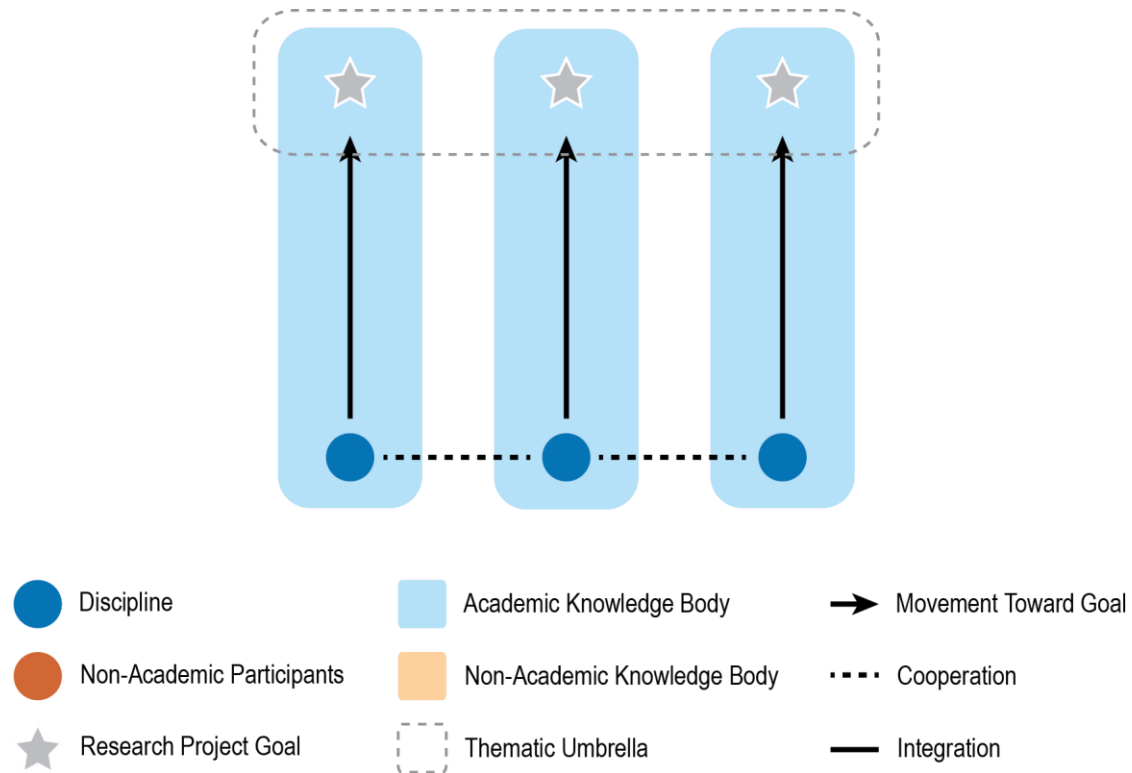 Discipline
Academic Knowledge Body
Movement Toward Goal
Non-Academic Participants
Non-Academic Knowledge Body
Cooperation
Research Project Goal
Thematic Umbrella
Integration